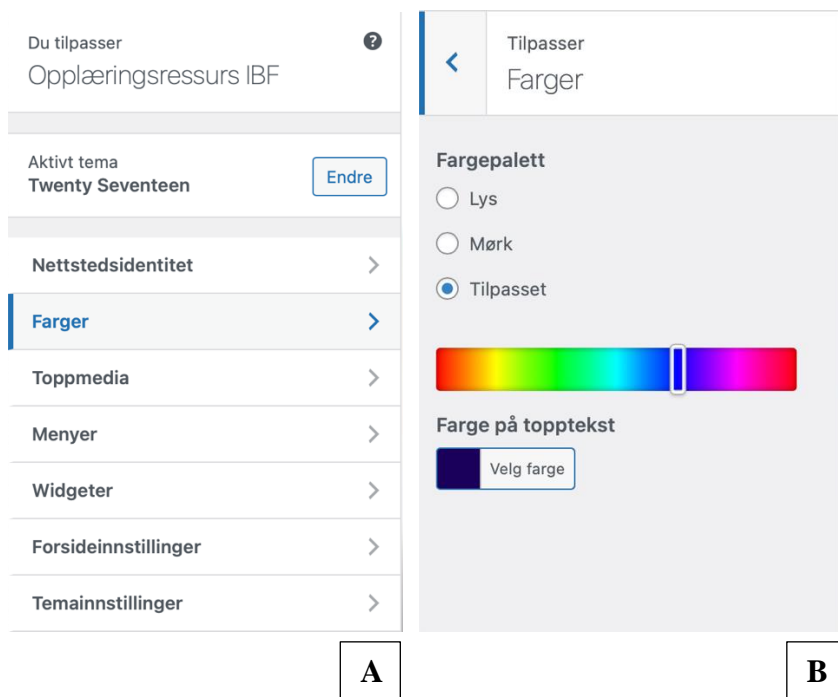 Du tilpasser
Opplæringsressurs IBF
Aktivt tema
Twenty Seventeen
Endre
Nettstedsidentitet
Farger
Toppmedia
Menyer
Widgeter
Forsideinnstillinger
Temainnstillinger
A
Tilpasser
Farger
Fargepalett
Lys
Mørk
Tilpasset
Farge på topptekst
Velg farge
B